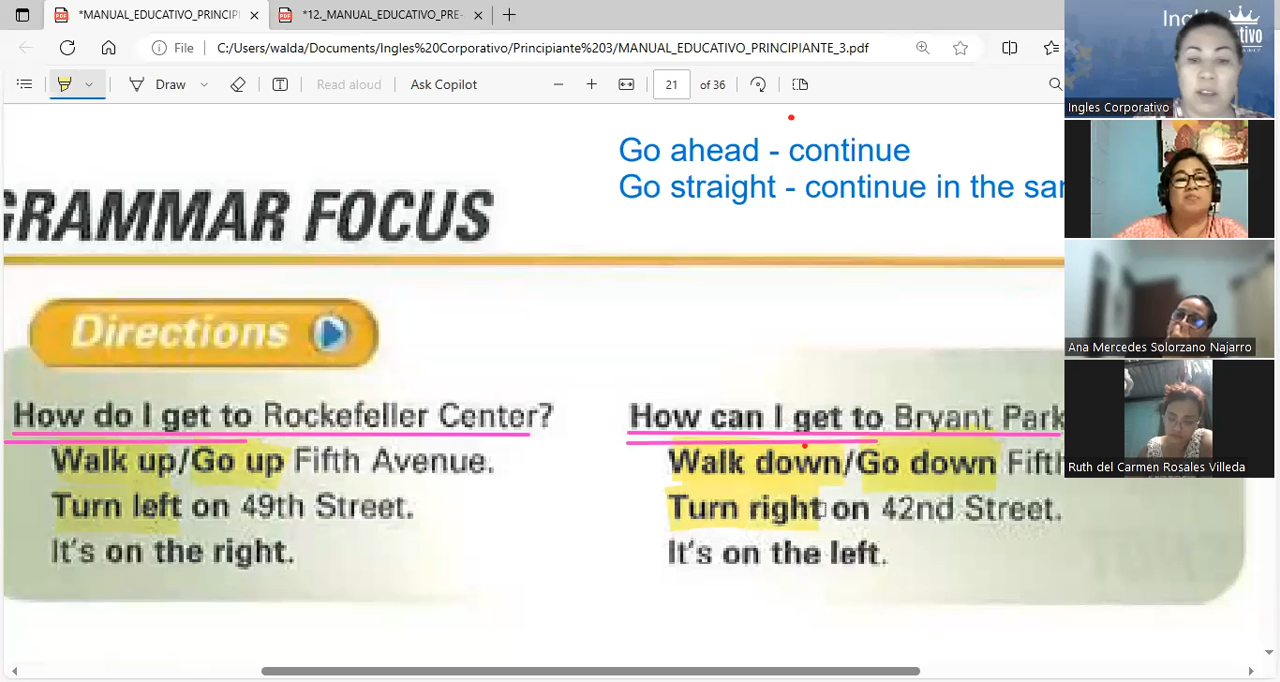 *MANUAL_EDUCATIVO_PRINCIPI
*12._MANUAL_EDUCATIVO_PRE-
File
C:/Users/walda/Documents/Ingles%20Corporativo/Principiante%203/MANUAL_EDUCATIVO_PRINCIPIANTE_3.pdf
Draw
Read aloud
Ask Copilot
21
of 36
Go ahead - continue
Go straight - continue in the sar
GRAMMAR FOCUS
Directions
How do I get to Rockefeller Center?
Walk up/Go up Fifth Avenue.
Turn left on 49th Street.
It's on the right.
How can I get to Bryant Park
Walk down/Go down Fifth
Turn right on 42nd Street.
It's on the left.
Ingles Corporativo
Ana Mercedes Solorzano Najarro
Ruth del Carmen Rosales Villeda